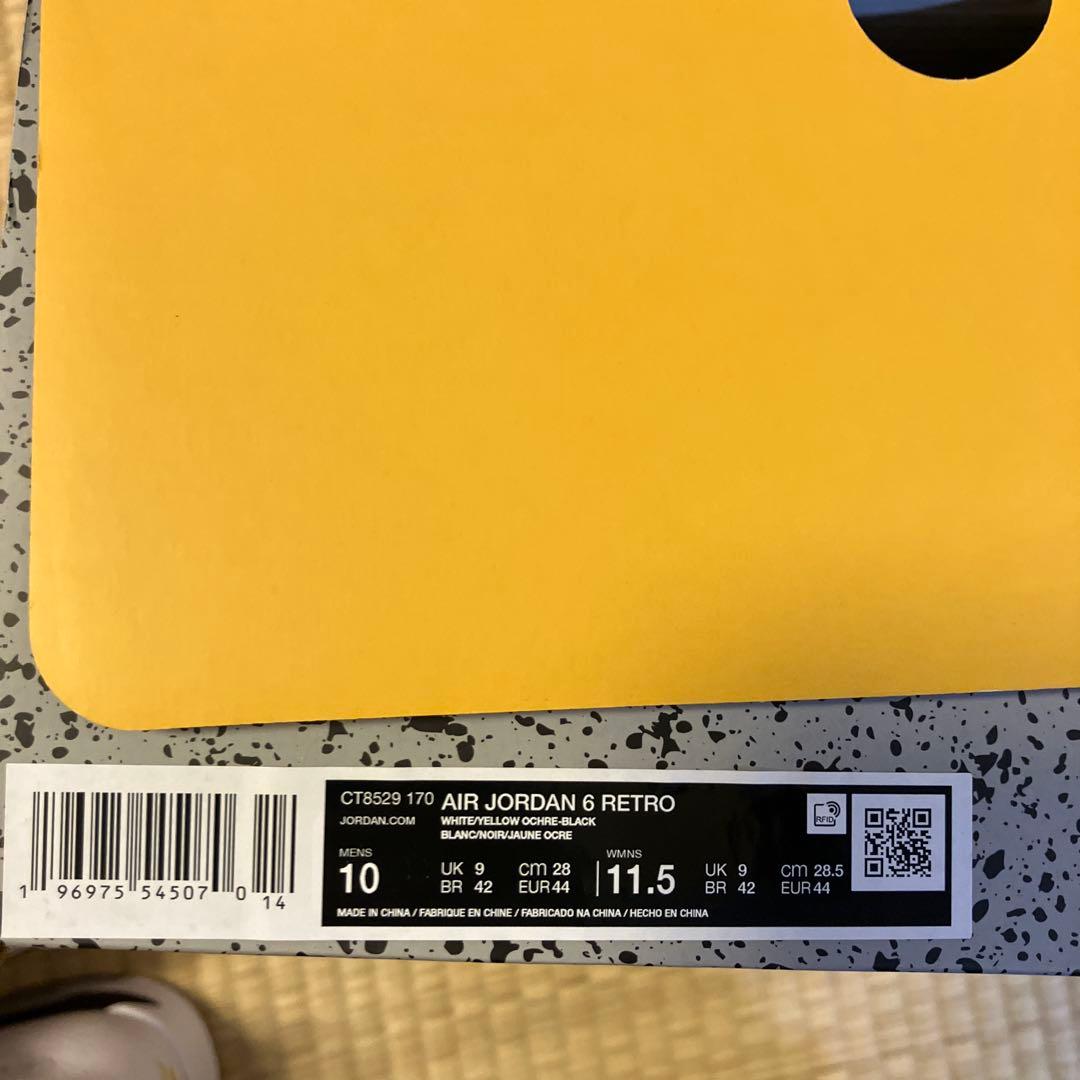 CT8529 170 AIR JORDAN 6 RETRO
JORDAN.COM WHITE/YELLOW OCHRE-BLACK
BLANC/NOIR/JAUNE OCRE
RFID
MENS
10
UK 9 cm 28
BR 42 EUR 44
WMNS
11.5
UK 9 cm 28.5
BR 42 EUR 44
MADE IN CHINA / FABRIQUE EN CHINE / FABRICADO NA CHINA / HECHO EN CHINA
1 96975 54507 0 14